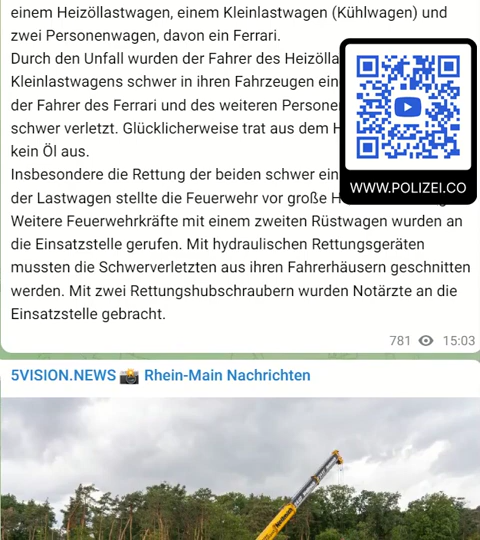 einem Heizöllastwagen, einem Kleinlastwagen (Kühlwagen) und
zwei Personenwagen, davon ein Ferrari.
Durch den Unfall wurden der Fahrer des Heizölla
Kleinlastwagens schwer in ihren Fahrzeugen ein
der Fahrer des Ferrari und des weiteren Persone
schwer verletzt. Glücklicherweise trat aus dem H
kein Öl aus.
Insbesondere die Rettung der beiden schwer ein
der Lastwagen stellte die Feuerwehr vor große H
Weitere Feuerwehrkräfte mit einem zweiten Rüstwagen wurden an
die Einsatzstelle gerufen. Mit hydraulischen Rettungsgeräten
mussten die Schwerverletzten aus ihren Fahrerhäusern geschnitten
werden. Mit zwei Rettungshubschraubern wurden Notärzte an die
Einsatzstelle gebracht.
WWW.POLIZEI.CO
781 15:03
5VISION.NEWS Rhein-Main Nachrichten